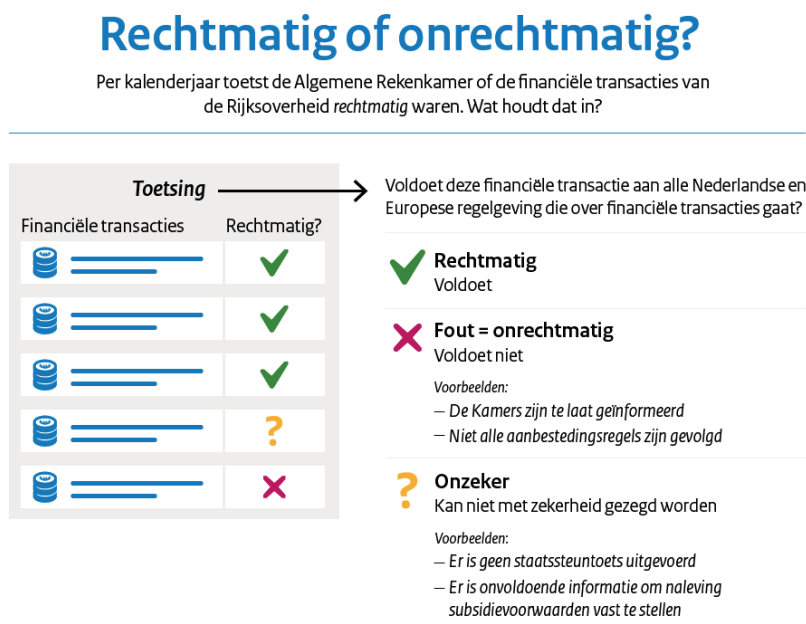 Rechtmatig of onrechtmatig?
Per kalenderjaar toetst de Algemene Rekenkamer of de financiële transacties van
de Rijksoverheid rechtmatig waren. Wat houdt dat in?
Toetsing
Financiële transacties Rechtmatig?
Voldoet deze financiële transactie aan alle Nederlandse en
Europese regelgeving die over financiële transacties gaat?
Rechtmatig
Voldoet
Fout = onrechtmatig
Voldoet niet
Voorbeelden:
– De Kamers zijn te laat geïnformeerd
– Niet alle aanbestedingsregels zijn gevolgd
?
?
Onzeker
Kan niet met zekerheid gezegd worden
Voorbeelden:
– Er is geen staatssteuntoets uitgevoerd
– Er is onvoldoende informatie om naleving
subsidievoorwaarden vast te stellen